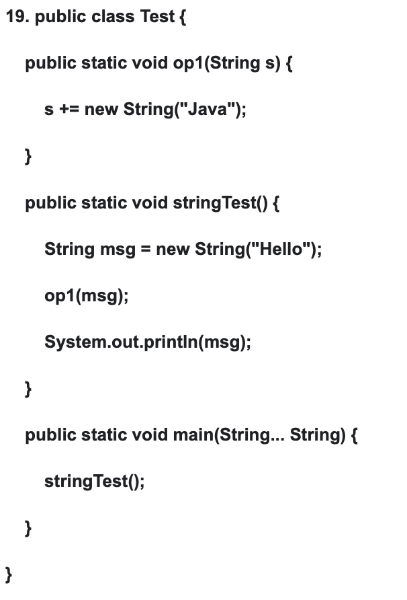 19. public class Test {
public static void op1(String s) {
s += new String("Java");
}
public static void stringTest() {
String msg = new String("Hello");
op1(msg);
System.out.println(msg);
}
public static void main(String... String) {
stringTest();
}
}